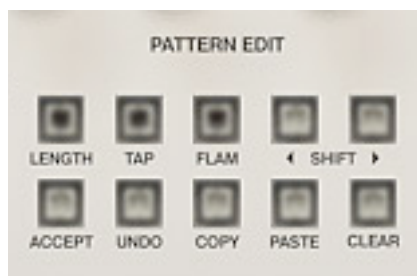 PATTERN EDIT
LENGTH TAP FLAM ◀ SHIFT ▶
ACCEPT UNDO COPY PASTE CLEAR